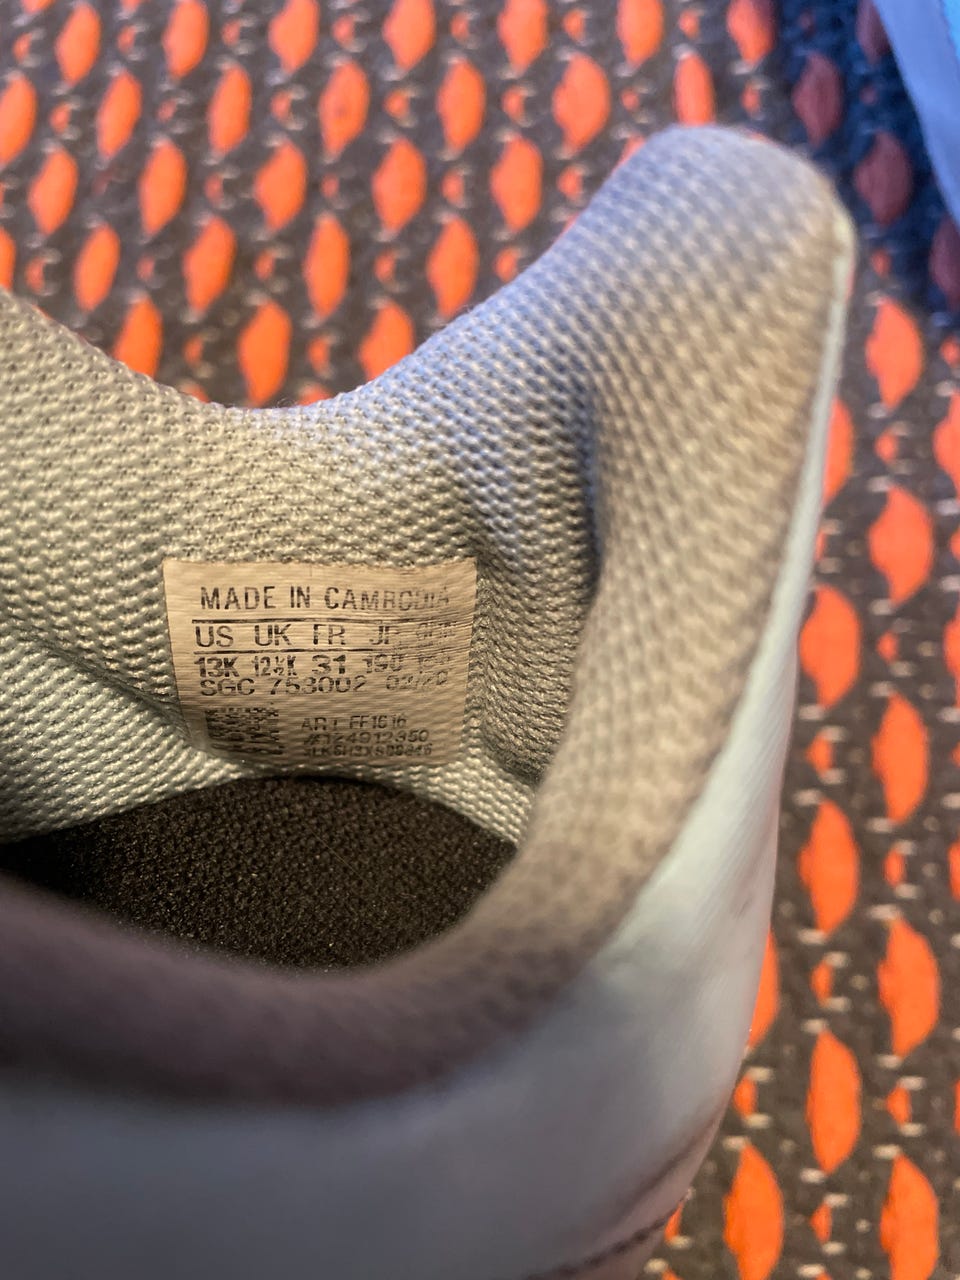 MADE IN CAMBODIA
US UK FR JP
13K 12½K 31 190
SGC 753002 02/20
ART FF1616